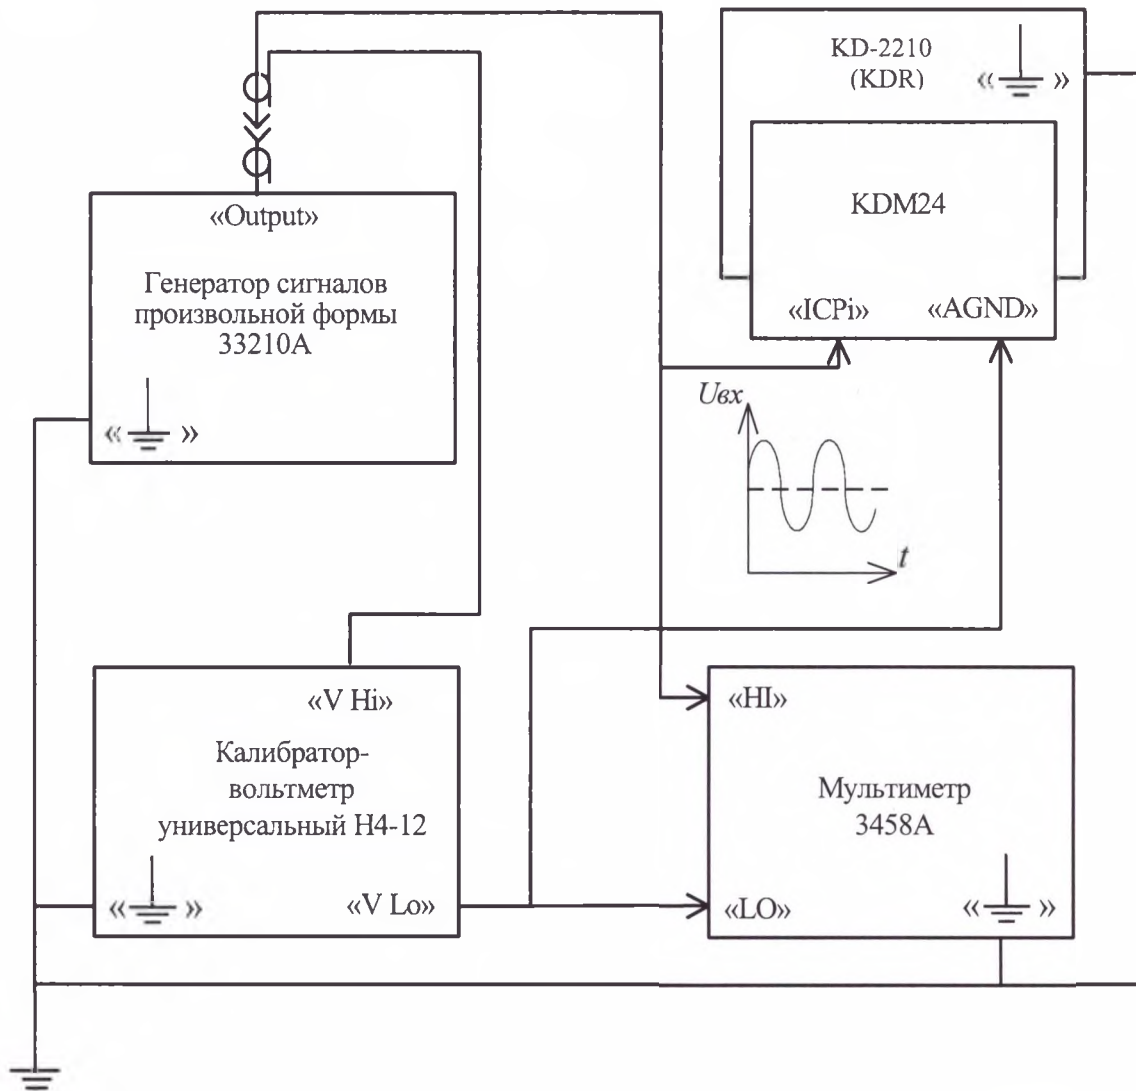 KD-2210
(KDR)
« »
KDM24
«ICPi» «AGND»
«Output»
Генератор сигналов
произвольной формы
33210A
« »
Uвх
t
«V Hi»
Калибратор-
вольтметр
универсальный Н4-12
« »
«V Lo»
«HI»
Мультиметр
3458А
«LO»
« »